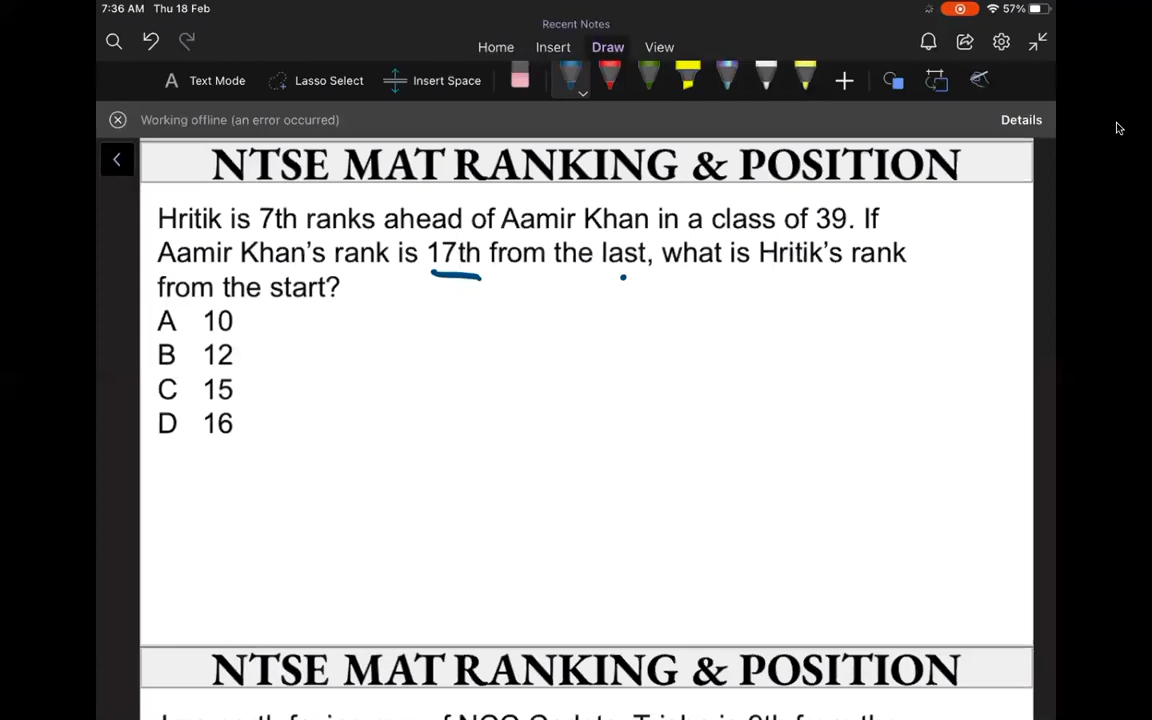 7:36 AM Thu 18 Feb
57%
Recent Notes
Home Insert Draw View
Text Mode Lasso Select Insert Space
Working offline (an error occurred)
Details
NTSE MAT RANKING & POSITION
Hritik is 7th ranks ahead of Aamir Khan in a class of 39. If
Aamir Khan's rank is 17th from the last, what is Hritik's rank
from the start?
A 10
B 12
C 15
D 16
NTSE MAT RANKING & POSITION